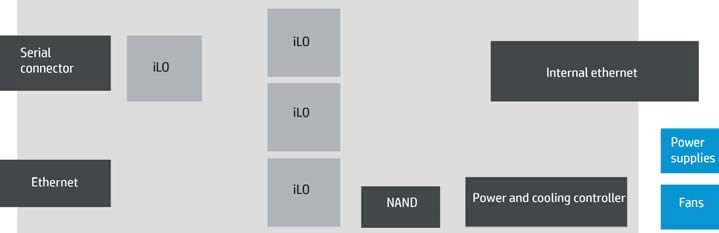 Serial
connector
iLO
iLO
iLO
iLO
Internal ethernet
Power
supplies
Ethernet
NAND
Power and cooling controller
Fans